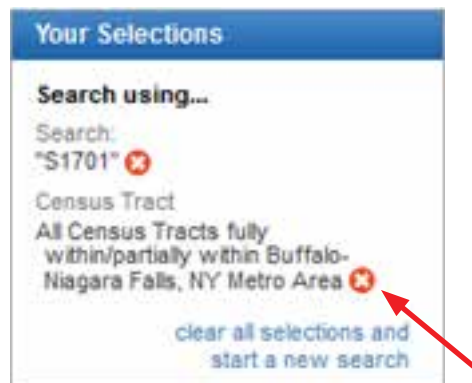 Your Selections
Search using...
Search:
"S1701"
Census Tract
All Census Tracts fully
within/partially within Buffalo-
Niagara Falls, NY Metro Area
clear all selections and
start a new search